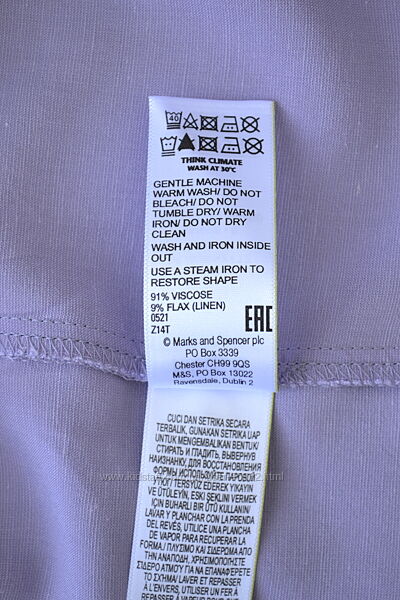 40
THINK CLIMATE
WASH AT 30°C
GENTLE MACHINE
WARM WASH/ DO NOT
BLEACH/ DO NOT
TUMBLE DRY/ WARM
IRON/ DO NOT DRY
CLEAN
WASH AND IRON INSIDE
OUT
USE A STEAM IRON TO
RESTORE SHAPE
91% VISCOSE
9% FLAX (LINEN)
0521
Z14T
EAC
© Marks and Spencer plc
PO Box 3339
Chester CH99 9QS
M&S, PO Box 13022
Ravensdale, Dublin 2
CUCI DAN SETRIKA SECARA
TERBALIK, GUNAKAN SETRIKA UAP
UNTUK MENGEMBALIKAN BENTUK/
СТИРАТЬ И ГЛАДИТЬ, ВЫВЕРНУВ
НАИЗНАНКУ, ДЛЯ ВОССТАНОВЛЕНИЯ
ФОРМЫ ИСПОЛЬЗУЙТЕ ПАРОВОЙ
TERSYÜZ EDEREK YIKAYIN
VE ÜTÜLEYİN, ESKİ ŞEKLİNİ VERMEK
İÇİN BUHARLI BİR ÜTÜ KULLANIN/
LAVAR Y PLANCHAR CON LA PRENDA
DEL REVÉS, UTILICE UNA PLANCHA
DE VAPOR PARA RECUPERAR LA
FORMA./ ΠΛΥΣΙΜΟ ΚΑΙ ΣΙΔΕΡΩΜΑ ΑΠΟ
ΤΗΝ ΑΝΑΠΟΔΗ, ΧΡΗΣΙΜΟΠΟΙΗΣΤΕ
ΣΙΔΕΡΟ ΑΤΜΟΥ ΓΙΑ ΝΑ ΕΠΑΝΑΦΕΡΕΤΕ
ΤΟ ΣΧΗΜΑ/ LAVER ET REPASSER
À L'ENVERS, UTILISER UN FER À
REPASSER À VAPEUR POUR